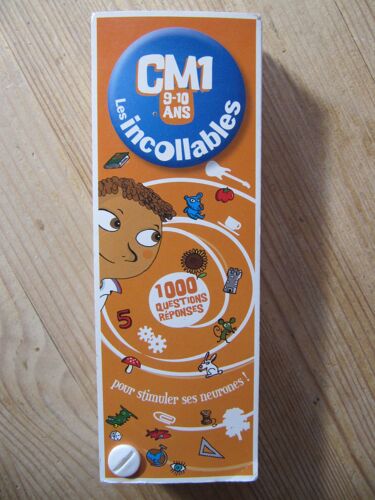 CM1
9-10
ANS
Les incollables
1000
QUESTIONS
RÉPONSES
5
pour stimuler ses neurones !